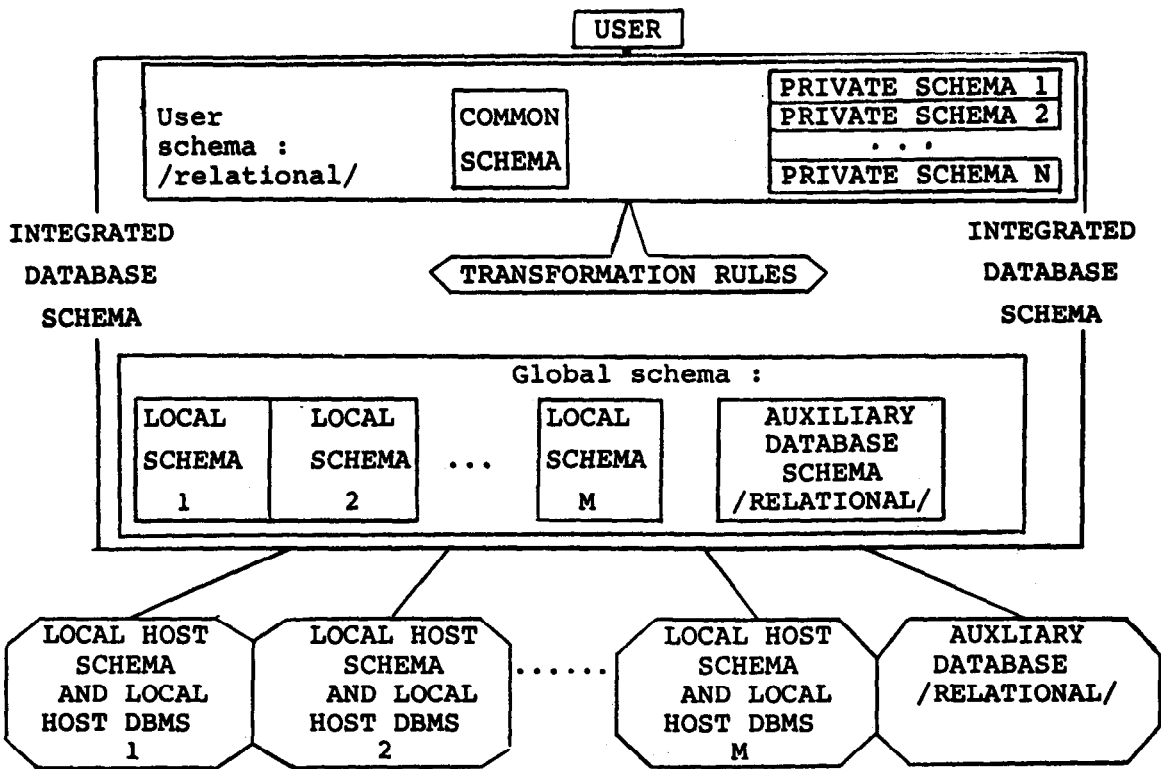 USER
User
schema :
/relational/
COMMON
SCHEMA
PRIVATE SCHEMA 1
PRIVATE SCHEMA 2
...
PRIVATE SCHEMA N
INTEGRATED
DATABASE
SCHEMA
TRANSFORMATION RULES
INTEGRATED
DATABASE
SCHEMA
Global schema :
LOCAL
SCHEMA
1
LOCAL
SCHEMA
2
...
LOCAL
SCHEMA
M
AUXILIARY
DATABASE
SCHEMA
/RELATIONAL/
LOCAL HOST
SCHEMA
AND LOCAL
HOST DBMS
1
LOCAL HOST
SCHEMA
AND LOCAL
HOST DBMS
2
......
LOCAL HOST
SCHEMA
AND LOCAL
HOST DBMS
M
AUXLIARY
DATABASE
/RELATIONAL/